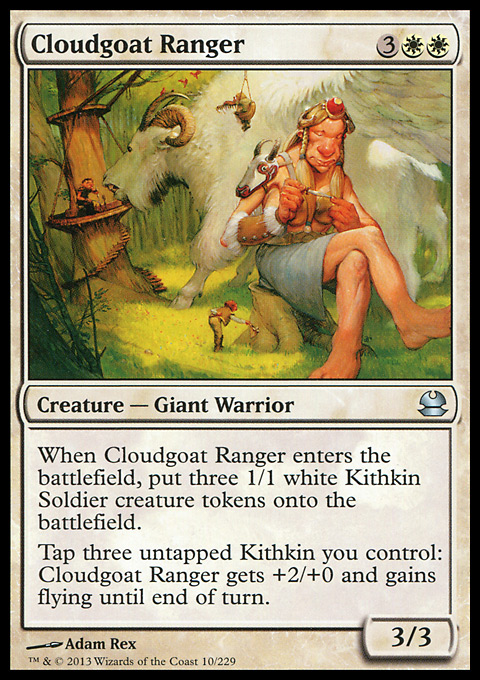 Cloudgoat Ranger 3
Creature — Giant Warrior
When Cloudgoat Ranger enters the
battlefield, put three 1/1 white Kithkin
Soldier creature tokens onto the
battlefield.
Tap three untapped Kithkin you control:
Cloudgoat Ranger gets +2/+0 and gains
flying until end of turn.
3/3
Adam Rex
™ & © 2013 Wizards of the Coast 10/229